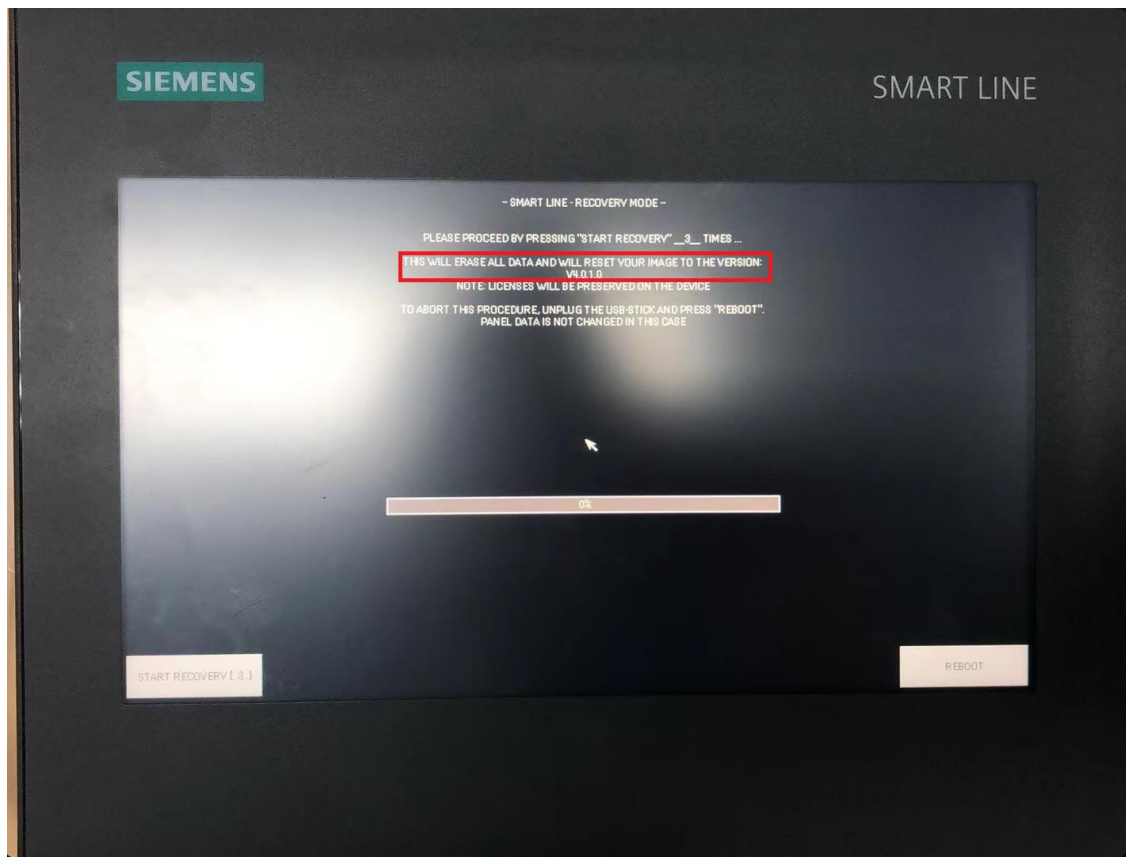 SIEMENS
SMART LINE
- SMART LINE - RECOVERY MODE -
PLEASE PROCEED BY PRESSING "START RECOVERY" __3__ TIMES ...
THIS WILL ERASE ALL DATA AND WILL RESET YOUR IMAGE TO THE VERSION:
V4.0.1.0
NOTE: LICENSES WILL BE PRESERVED ON THE DEVICE
TO ABORT THIS PROCEDURE, UNPLUG THE USB-STICK AND PRESS "REBOOT".
PANEL DATA IS NOT CHANGED IN THIS CASE
0%
START RECOVERY (..3..)
REBOOT